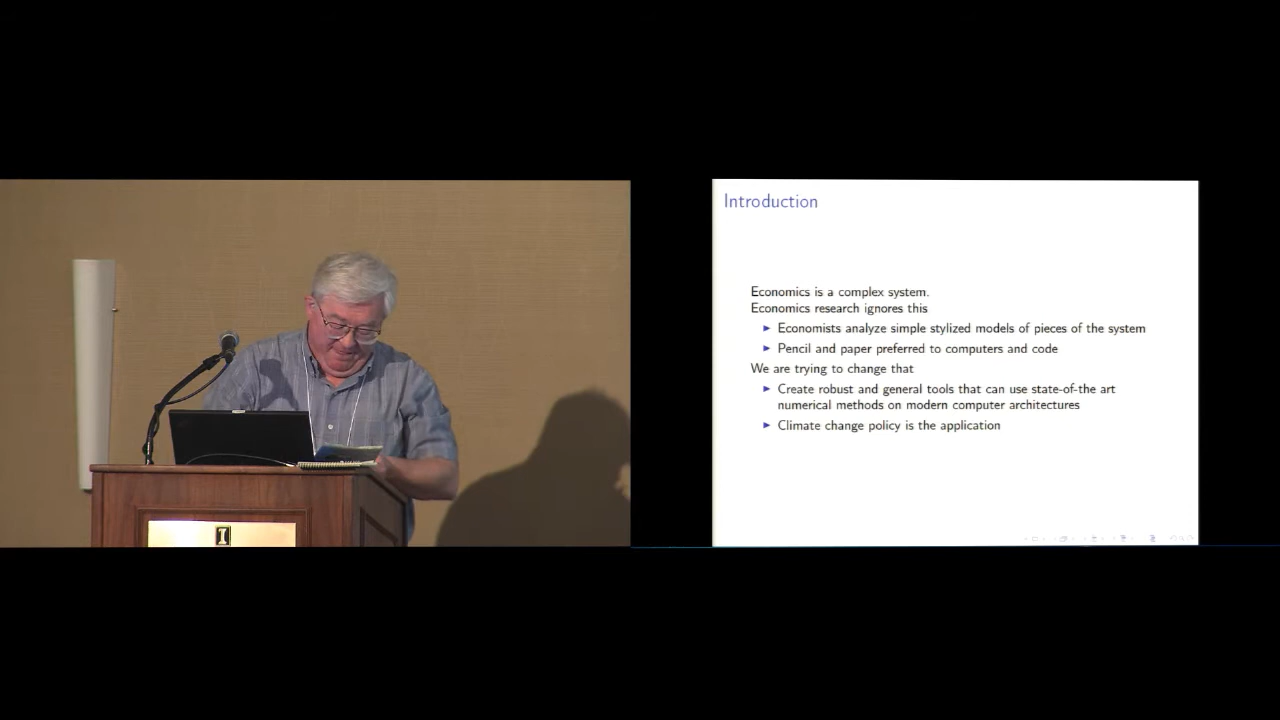 Introduction
Economics is a complex system.
Economics research ignores this
Economists analyze simple stylized models of pieces of the system
Pencil and paper preferred to computers and code
We are trying to change that
Create robust and general tools that can use state-of-the art
numerical methods on modern computer architectures
Climate change policy is the application
I